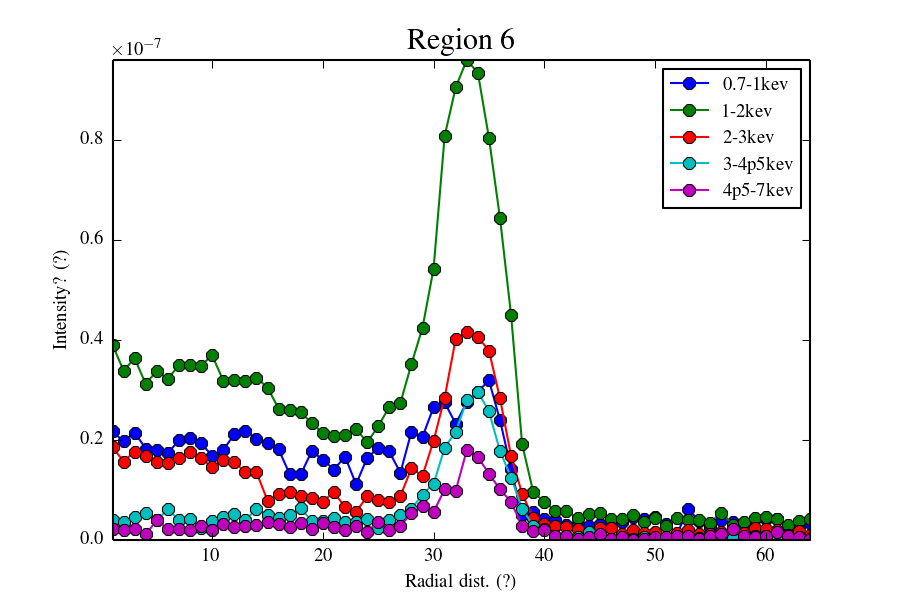 Region 6
×10⁻⁷
0.8
0.6
0.4
0.2
0.0
10 20 30 40 50 60
Intensity? (?)
Radial dist. (?)
0.7-1kev
1-2kev
2-3kev
3-4p5kev
4p5-7kev